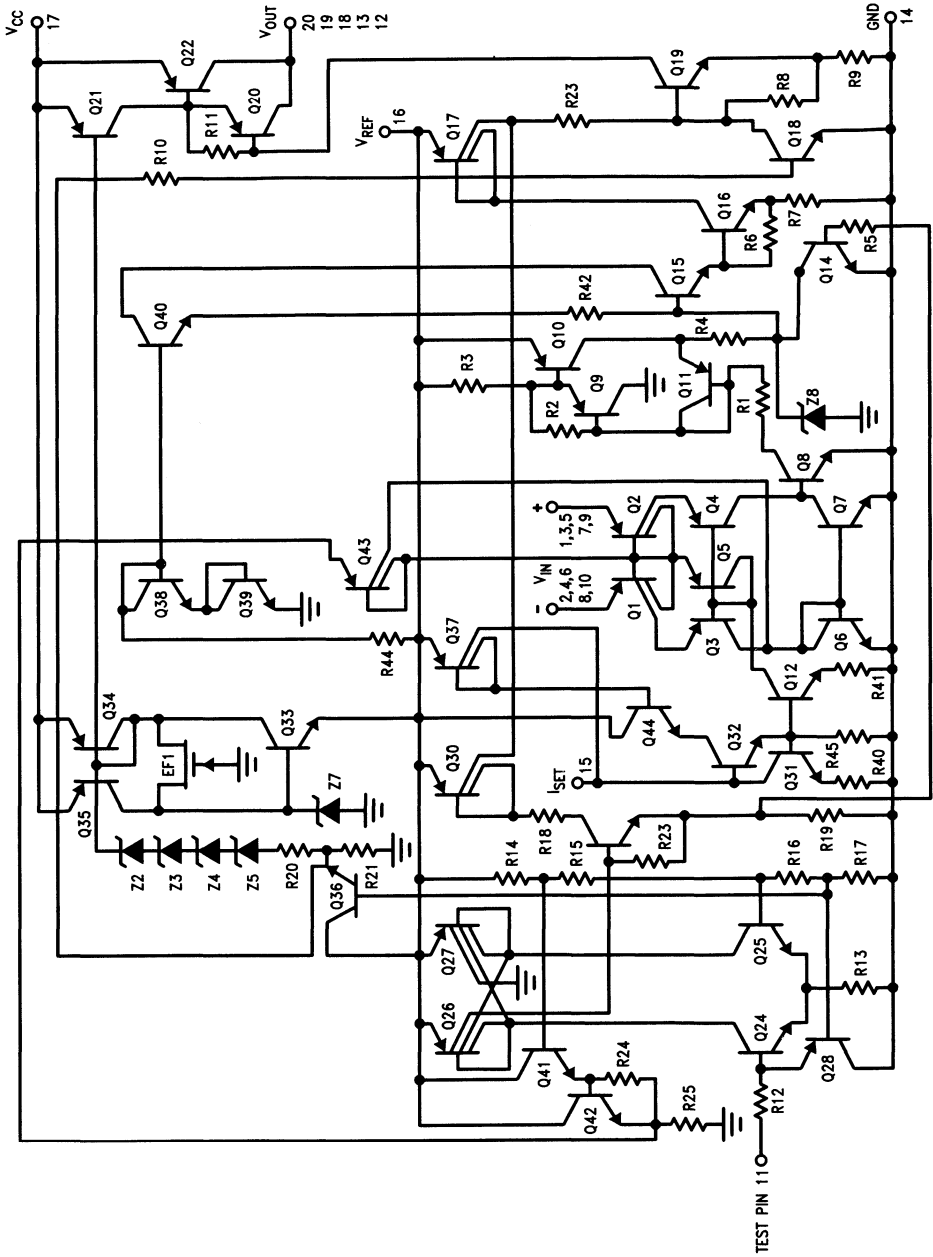 VCC
17
Q35
Q34
Q21
Q22
VOUT
20
19
18
13
12
Z2
Z3
Z4
Z5
R20
R21
Q36
EF1
Q33
Z7
Q38
Q39
Q40
R10
R11
Q20
R44
Q43
VREF
16
Q26
Q27
Q30
Q37
R3
Q10
R2
Q9
Q17
Q41
Q42
R24
R25
R14
R15
R18
R23
ISET
15
Q44
Q32
VIN
–
2,4,6
8,10
+
1,3,5
7,9
Q1
Q2
Q3
Q5
Q4
Q11
R1
R4
R42
Q15
Q16
R6
R7
R23
Q19
R8
R9
Q18
TEST PIN 11
R12
Q24
Q25
Q28
R13
R16
R17
R19
Q31
R40
R45
Q12
R41
Q6
Q7
Q8
Z8
Q14
R5
GND
14